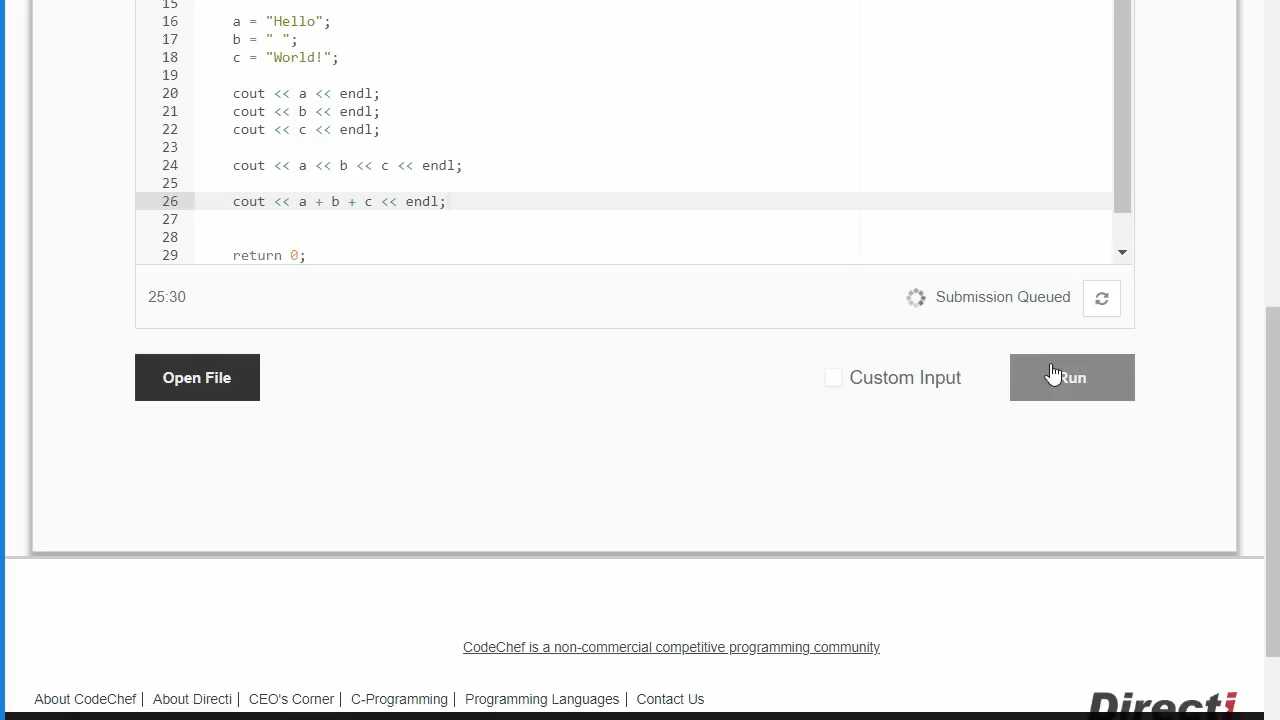 15
16 a = "Hello";
17 b = " ";
18 c = "World!";
19
20 cout << a << endl;
21 cout << b << endl;
22 cout << c << endl;
23
24 cout << a << b << c << endl;
25
26 cout << a + b + c << endl;
27
28
29 return 0;
25:30 Submission Queued
Open File Custom Input Run
CodeChef is a non-commercial competitive programming community
About CodeChef | About Directi | CEO's Corner | C-Programming | Programming Languages | Contact Us
Directi